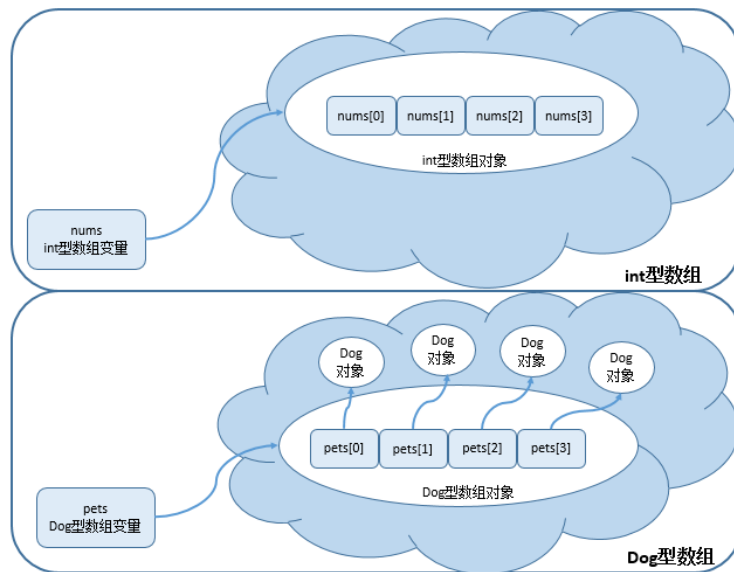 nums[0] nums[1] nums[2] nums[3]
int型数组对象
nums
int型数组变量
int型数组
Dog
对象
Dog
对象
Dog
对象
Dog
对象
pets[0] pets[1] pets[2] pets[3]
Dog型数组对象
pets
Dog型数组变量
Dog型数组